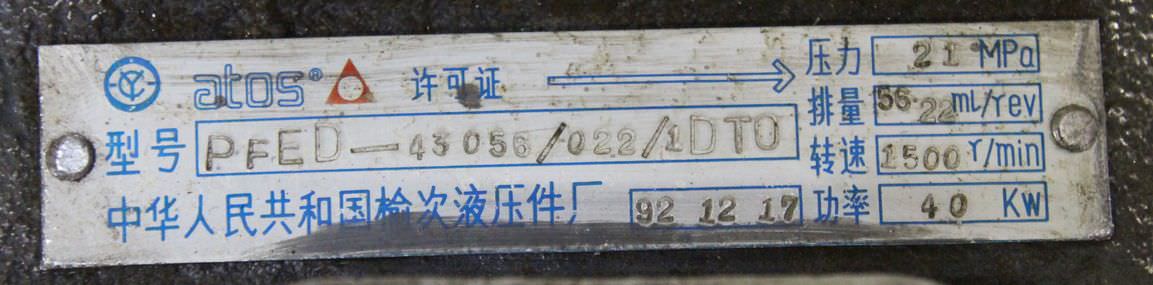 atos® 许可证
压力 21 MPa
排量 56 22 ml/rev
型号 PFED-43056/022/1DTO
转速 1500 r/min
中华人民共和国榆次液压件厂 92 12 17
功率 40 Kw